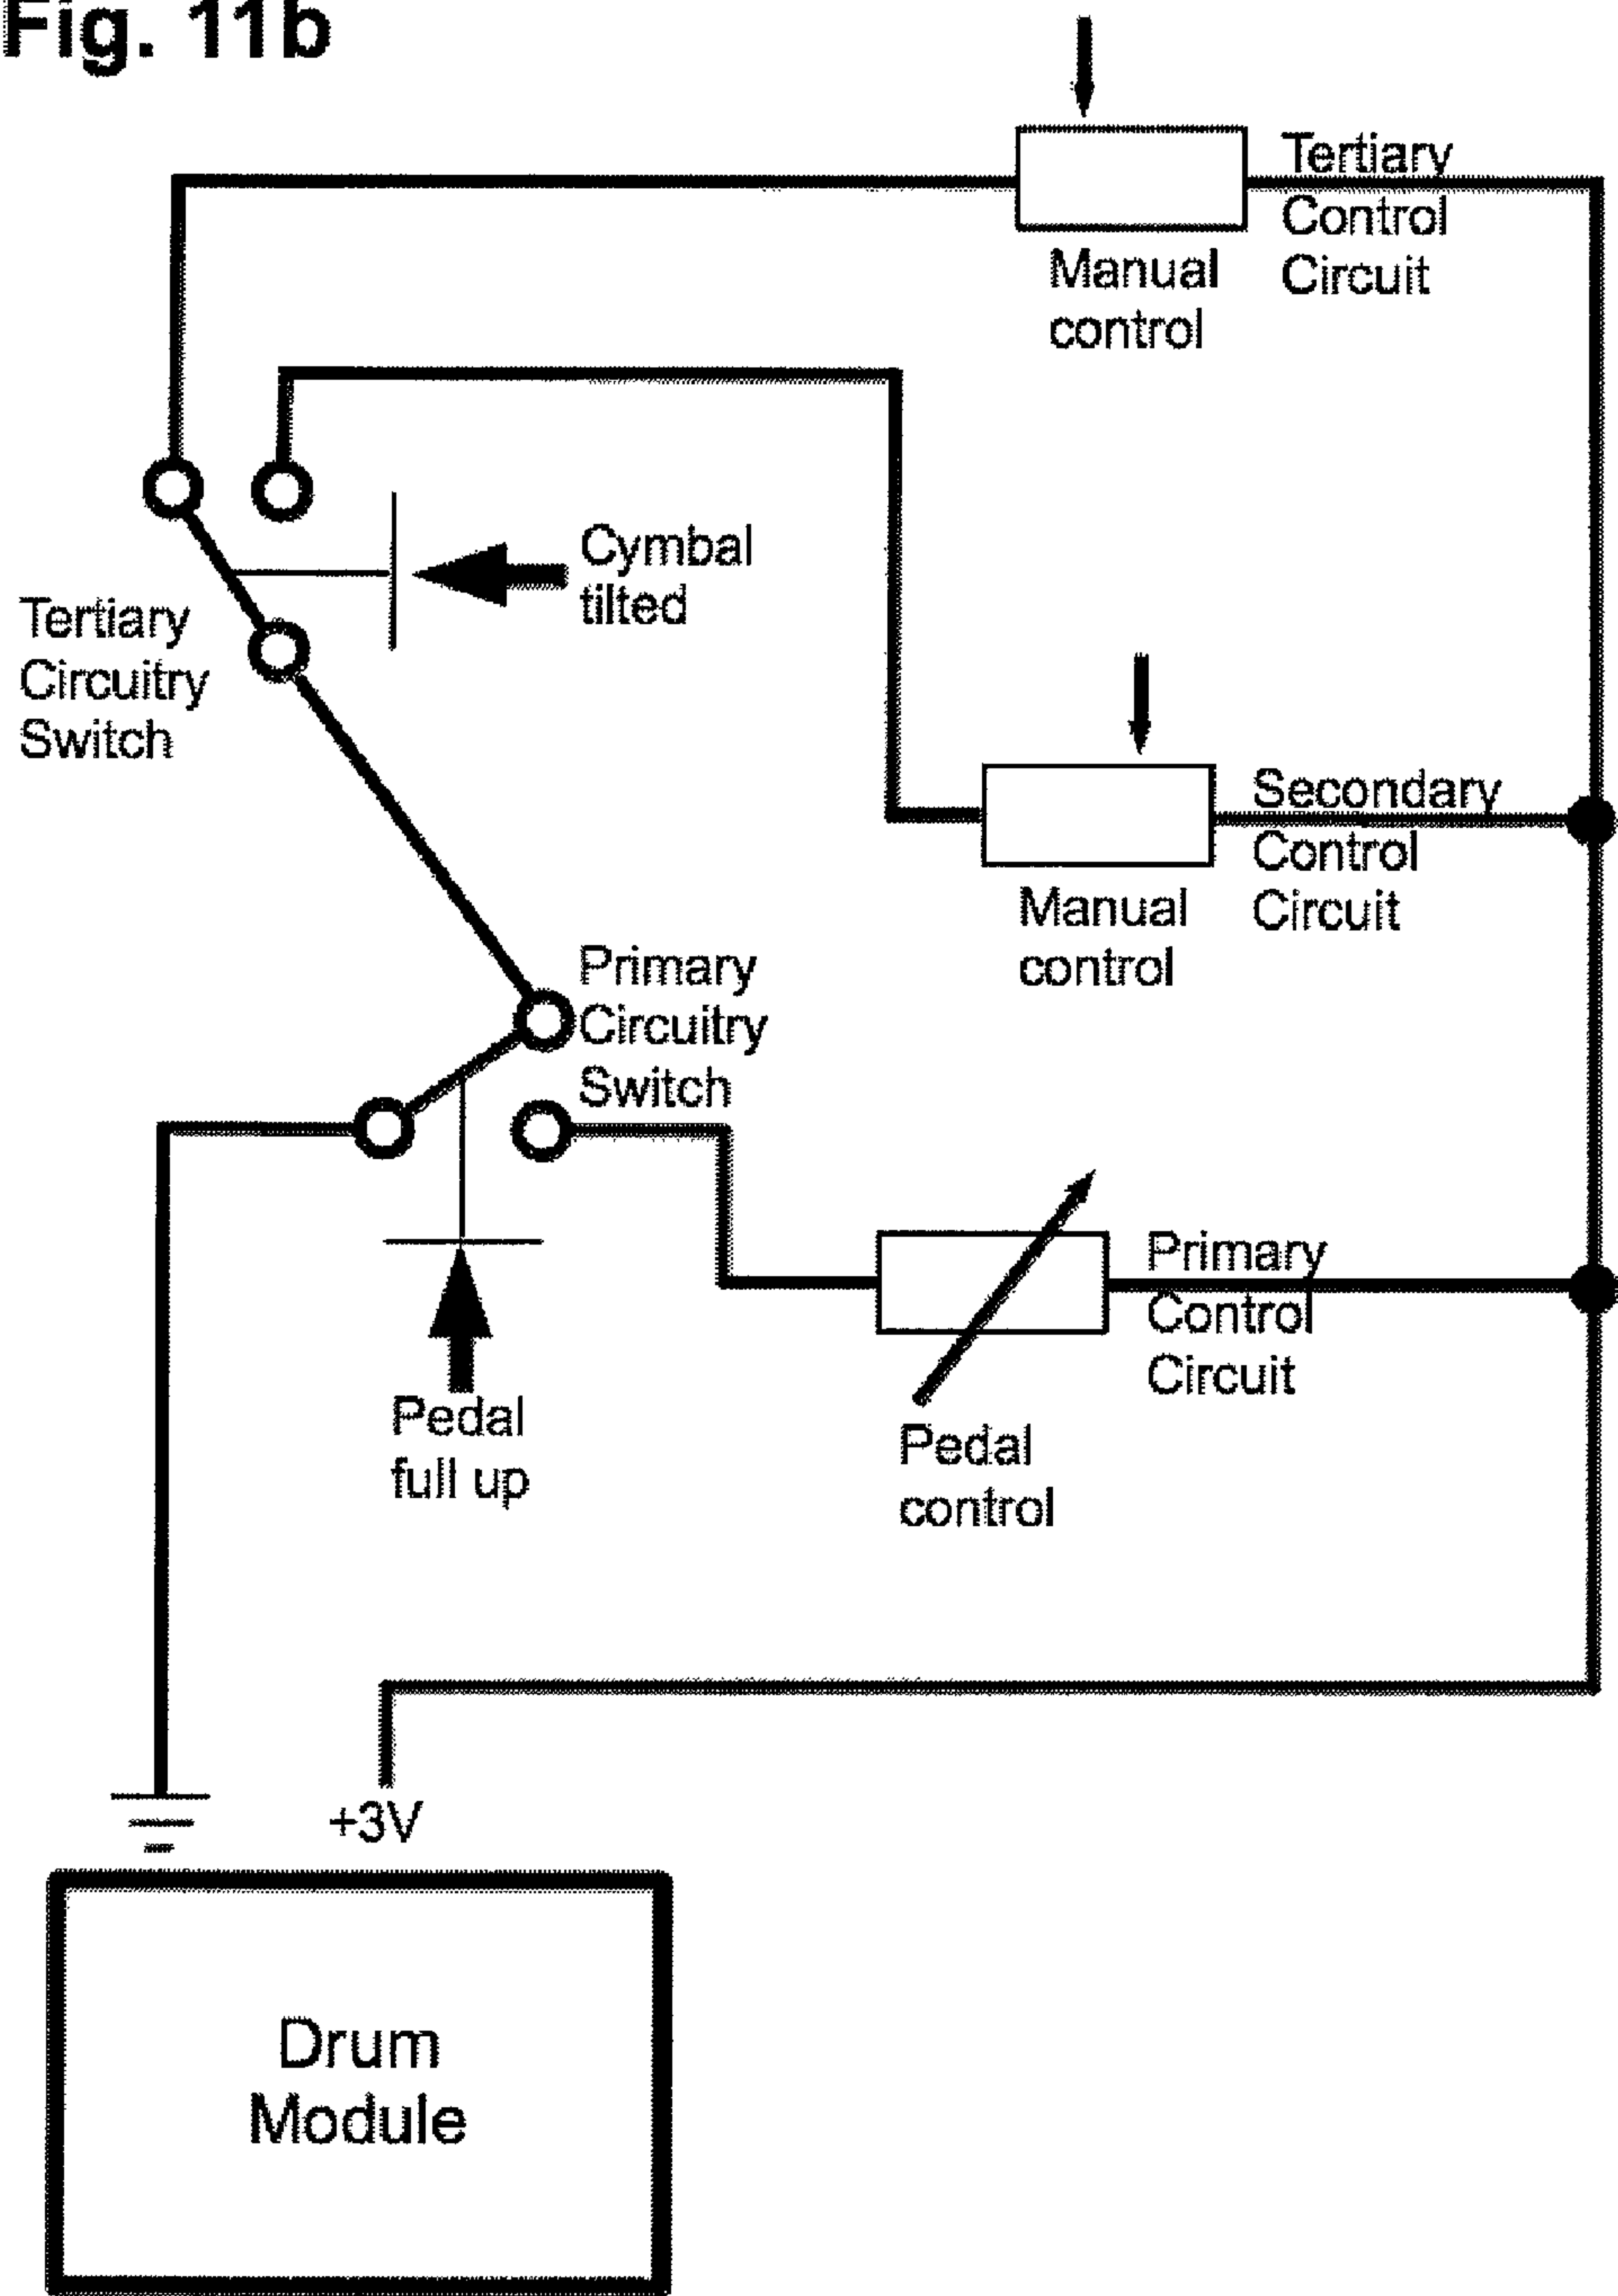 Fig. 11b
Tertiary
Control
Circuit
Manual
control
Cymbal
tilted
Tertiary
Circuitry
Switch
Secondary
Control
Circuit
Manual
control
Primary
Circuitry
Switch
Primary
Control
Circuit
Pedal
full up
Pedal
control
+3V
Drum
Module